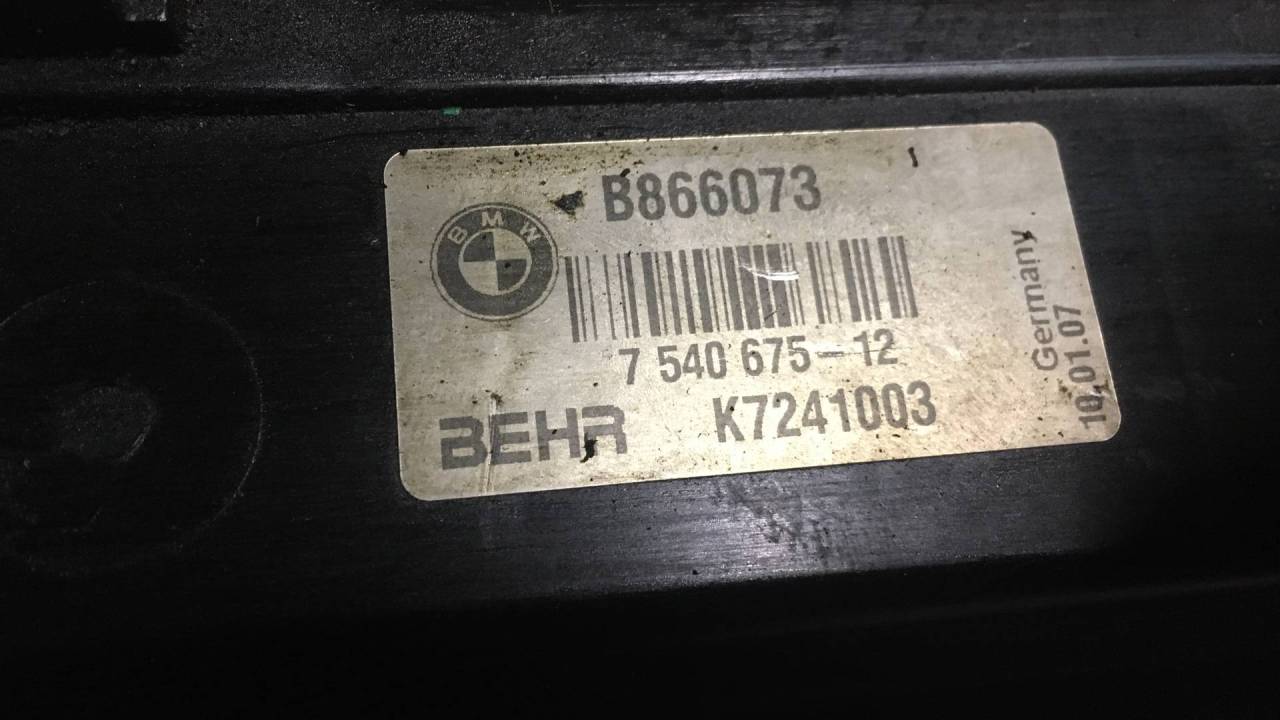 B866073
BMW
7 540 675-12
BEHR
K7241003
Germany
10.01.07